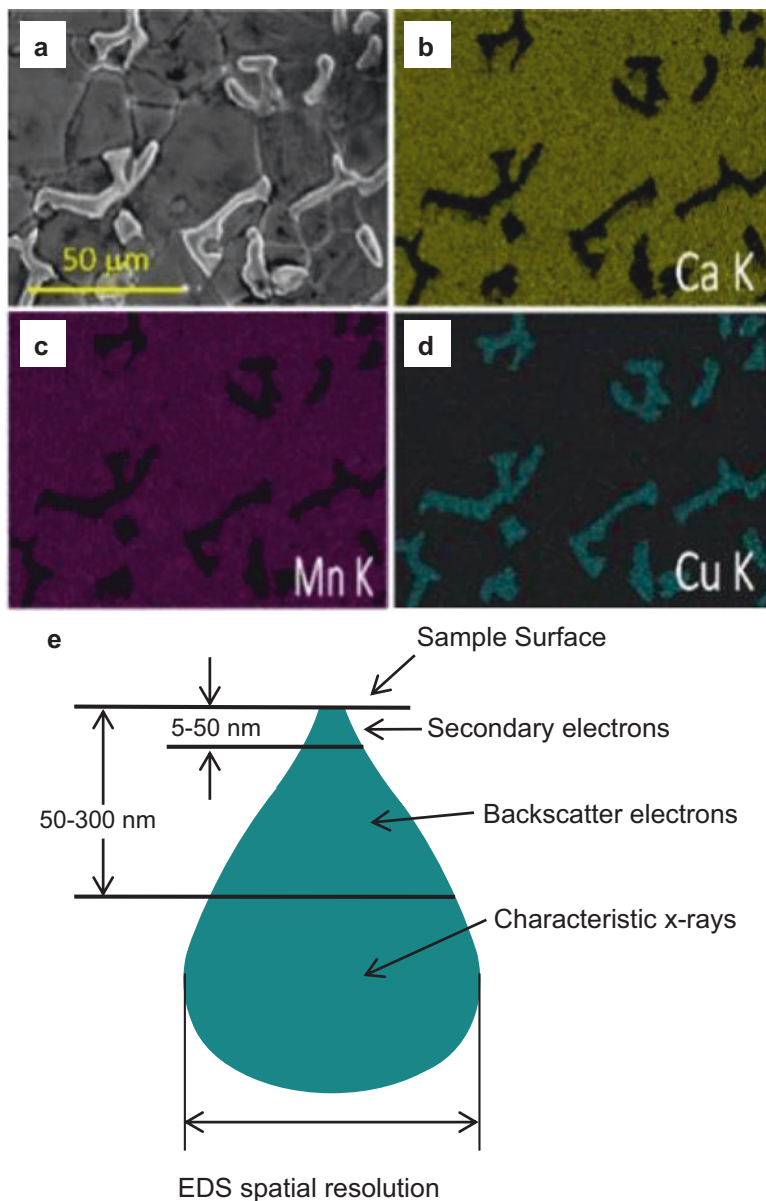 a
b
50 µm
Ca K
c
d
Mn K
Cu K
e
Sample Surface
5-50 nm
Secondary electrons
50-300 nm
Backscatter electrons
Characteristic x-rays
EDS spatial resolution